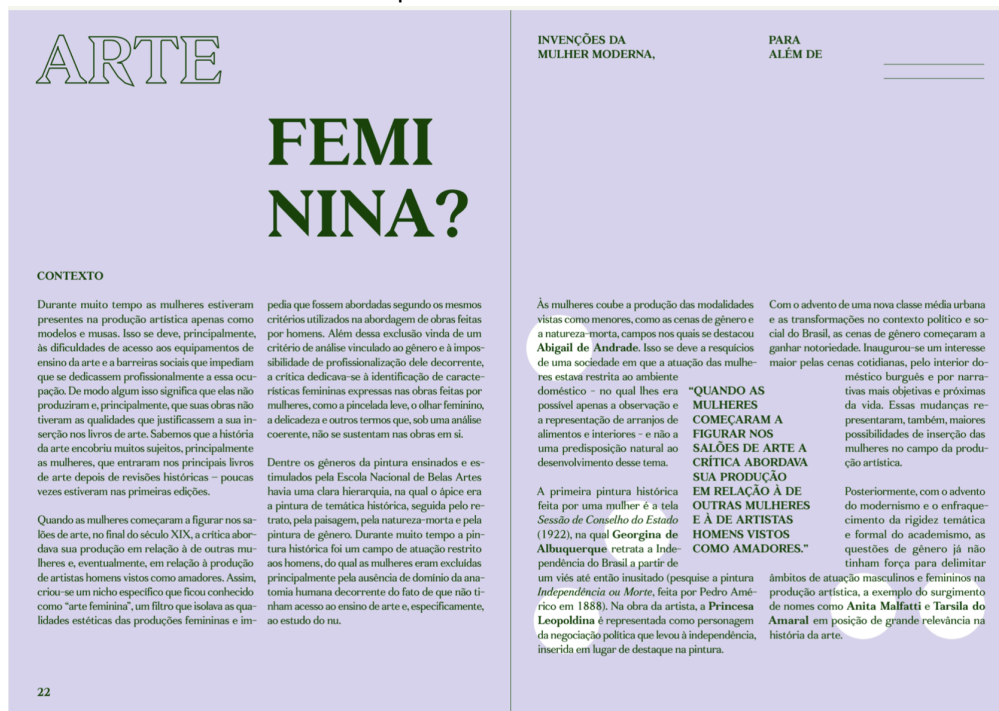 ARTE
FEMI
NINA?
CONTEXTO
Durante muito tempo as mulheres estiveram
presentes na produção artística apenas como
modelos e musas. Isso se deve, principalmente,
às dificuldades de acesso aos equipamentos de
ensino da arte e a barreiras sociais que impediam
que se dedicassem profissionalmente a essa ocu-
pação. De modo algum isso significa que elas não
produziram e, principalmente, que suas obras não
tiveram as qualidades que justificassem a sua in-
serção nos livros de arte. Sabemos que a história
da arte encobriu muitos sujeitos, principalmente
as mulheres, que entraram nos principais livros
de arte depois de revisões históricas – poucas
vezes estiveram nas primeiras edições.
Quando as mulheres começaram a figurar nos sa-
lões de arte, no final do século XIX, a crítica abor-
dava sua produção em relação à de outras mu-
lheres e, eventualmente, em relação à produção
de artistas homens vistos como amadores. Assim,
criou-se um nicho específico que ficou conhecido
como “arte feminina”, um filtro que isolava as qua-
lidades estéticas das produções femininas e im-
pedia que fossem abordadas segundo os mesmos
critérios utilizados na abordagem de obras feitas
por homens. Além dessa exclusão vinda de um
critério de análise vinculado ao gênero e à impos-
sibilidade de profissionalização dele decorrente,
a crítica dedicava-se à identificação de caracte-
rísticas femininas expressas nas obras feitas por
mulheres, como a pincelada leve, o olhar feminino,
a delicadeza e outros termos que, sob uma análise
coerente, não se sustentam nas obras em si.
Dentre os gêneros da pintura ensinados e es-
timulados pela Escola Nacional de Belas Artes
havia uma clara hierarquia, na qual o ápice era
a pintura de temática histórica, seguida pelo re-
trato, pela paisagem, pela natureza-morta e pela
pintura de gênero. Durante muito tempo a pin-
tura histórica foi um campo de atuação restrito
aos homens, do qual as mulheres eram excluídas
principalmente pela ausência de domínio da ana-
tomia humana decorrente do fato de que não ti-
nham acesso ao ensino de arte e, especificamente,
ao estudo do nu.
22
INVENÇÕES DA
MULHER MODERNA,
PARA
ALÉM DE
Às mulheres coube a produção das modalidades
vistas como menores, como as cenas de gênero e
a natureza-morta, campos nos quais se destacou
Abigail de Andrade. Isso se deve a resquícios
de uma sociedade em que a atuação das mulhe-
res estava restrita ao ambiente
doméstico - no qual lhes era
possível apenas a observação e
a representação de arranjos de
alimentos e interiores - e não a
uma predisposição natural ao
desenvolvimento desse tema.
A primeira pintura histórica
feita por uma mulher é a tela
Sessão de Conselho do Estado
(1922), na qual Georgina de
Albuquerque retrata a Inde-
pendência do Brasil a partir de
um viés até então inusitado (pesquise a pintura
Independência ou Morte, feita por Pedro Amé-
rico em 1888). Na obra da artista, a Princesa
Leopoldina é representada como personagem
da negociação política que levou à independência,
inserida em lugar de destaque na pintura.
“QUANDO AS
MULHERES
COMEÇARAM A
FIGURAR NOS
SALÕES DE ARTE A
CRÍTICA ABORDAVA
SUA PRODUÇÃO
EM RELAÇÃO À DE
OUTRAS MULHERES
E À DE ARTISTAS
HOMENS VISTOS
COMO AMADORES.”
Com o advento de uma nova classe média urbana
e as transformações no contexto político e so-
cial do Brasil, as cenas de gênero começaram a
ganhar notoriedade. Inaugurou-se um interesse
maior pelas cenas cotidianas, pelo interior do-
méstico burguês e por narra-
tivas mais objetivas e próximas
da vida. Essas mudanças re-
presentaram, também, maiores
possibilidades de inserção das
mulheres no campo da produ-
ção artística.
Posteriormente, com o advento
do modernismo e o enfraque-
cimento da rigidez temática
e formal do academismo, as
questões de gênero já não
tinham força para delimitar
âmbitos de atuação masculinos e femininos na
produção artística, a exemplo do surgimento
de nomes como Anita Malfatti e Tarsila do
Amaral em posição de grande relevância na
história da arte.